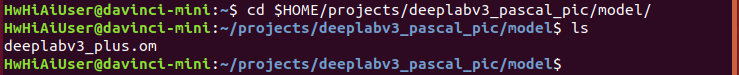 HwHiAiUser@davinci-mini:~$ cd $HOME/projects/deeplabv3_pascal_pic/model/
HwHiAiUser@davinci-mini:~/projects/deeplabv3_pascal_pic/model$ ls
deeplabv3_plus.om
HwHiAiUser@davinci-mini:~/projects/deeplabv3_pascal_pic/model$